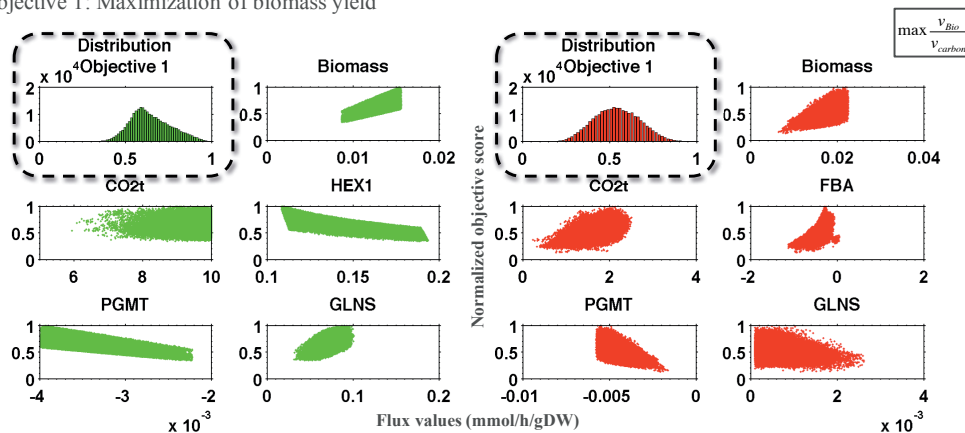 bjective 1: Maximization of biomass yield
max v_Bio / v_carbon
Distribution
x 10^4 Objective 1
2
1
0
0 0.5 1
Biomass
1
0.5
0
0.01 0.02
Distribution
x 10^4 Objective 1
2
1
0
0 0.5 1
Biomass
1
0.5
0
0 0.02 0.04
CO2t
1
0.5
0
6 8 10
HEX1
1
0.5
0
0.1 0.15 0.2
Normalized objective score
CO2t
1
0.5
0
0 2 4
FBA
1
0.5
0
-2 0 2
PGMT
1
0.5
0
-4 -3 -2
x 10^-3
GLNS
1
0.5
0
0 0.1 0.2
PGMT
1
0.5
0
-0.01 -0.005 0
GLNS
1
0.5
0
0 2 4
x 10^-3
Flux values (mmol/h/gDW)